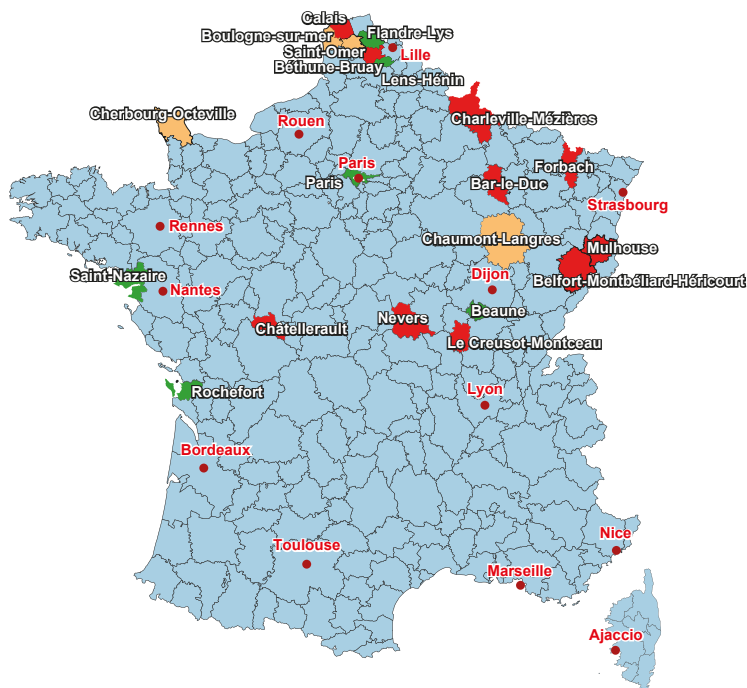 Calais
Boulogne-sur-mer
Flandre-Lys
Saint-Omer
Lille
Béthune-Bruay
Lens-Hénin
Cherbourg-Octeville
Rouen
Charleville-Mézières
Paris
Paris
Forbach
Bar-le-Duc
Strasbourg
Rennes
Chaumont-Langres
Mulhouse
Saint-Nazaire
Dijon
Belfort-Montbéliard-Héricourt
Nantes
Beaune
Nevers
Châtellerault
Le Creusot-Montceau
Rochefort
Lyon
Bordeaux
Nice
Toulouse
Marseille
Ajaccio